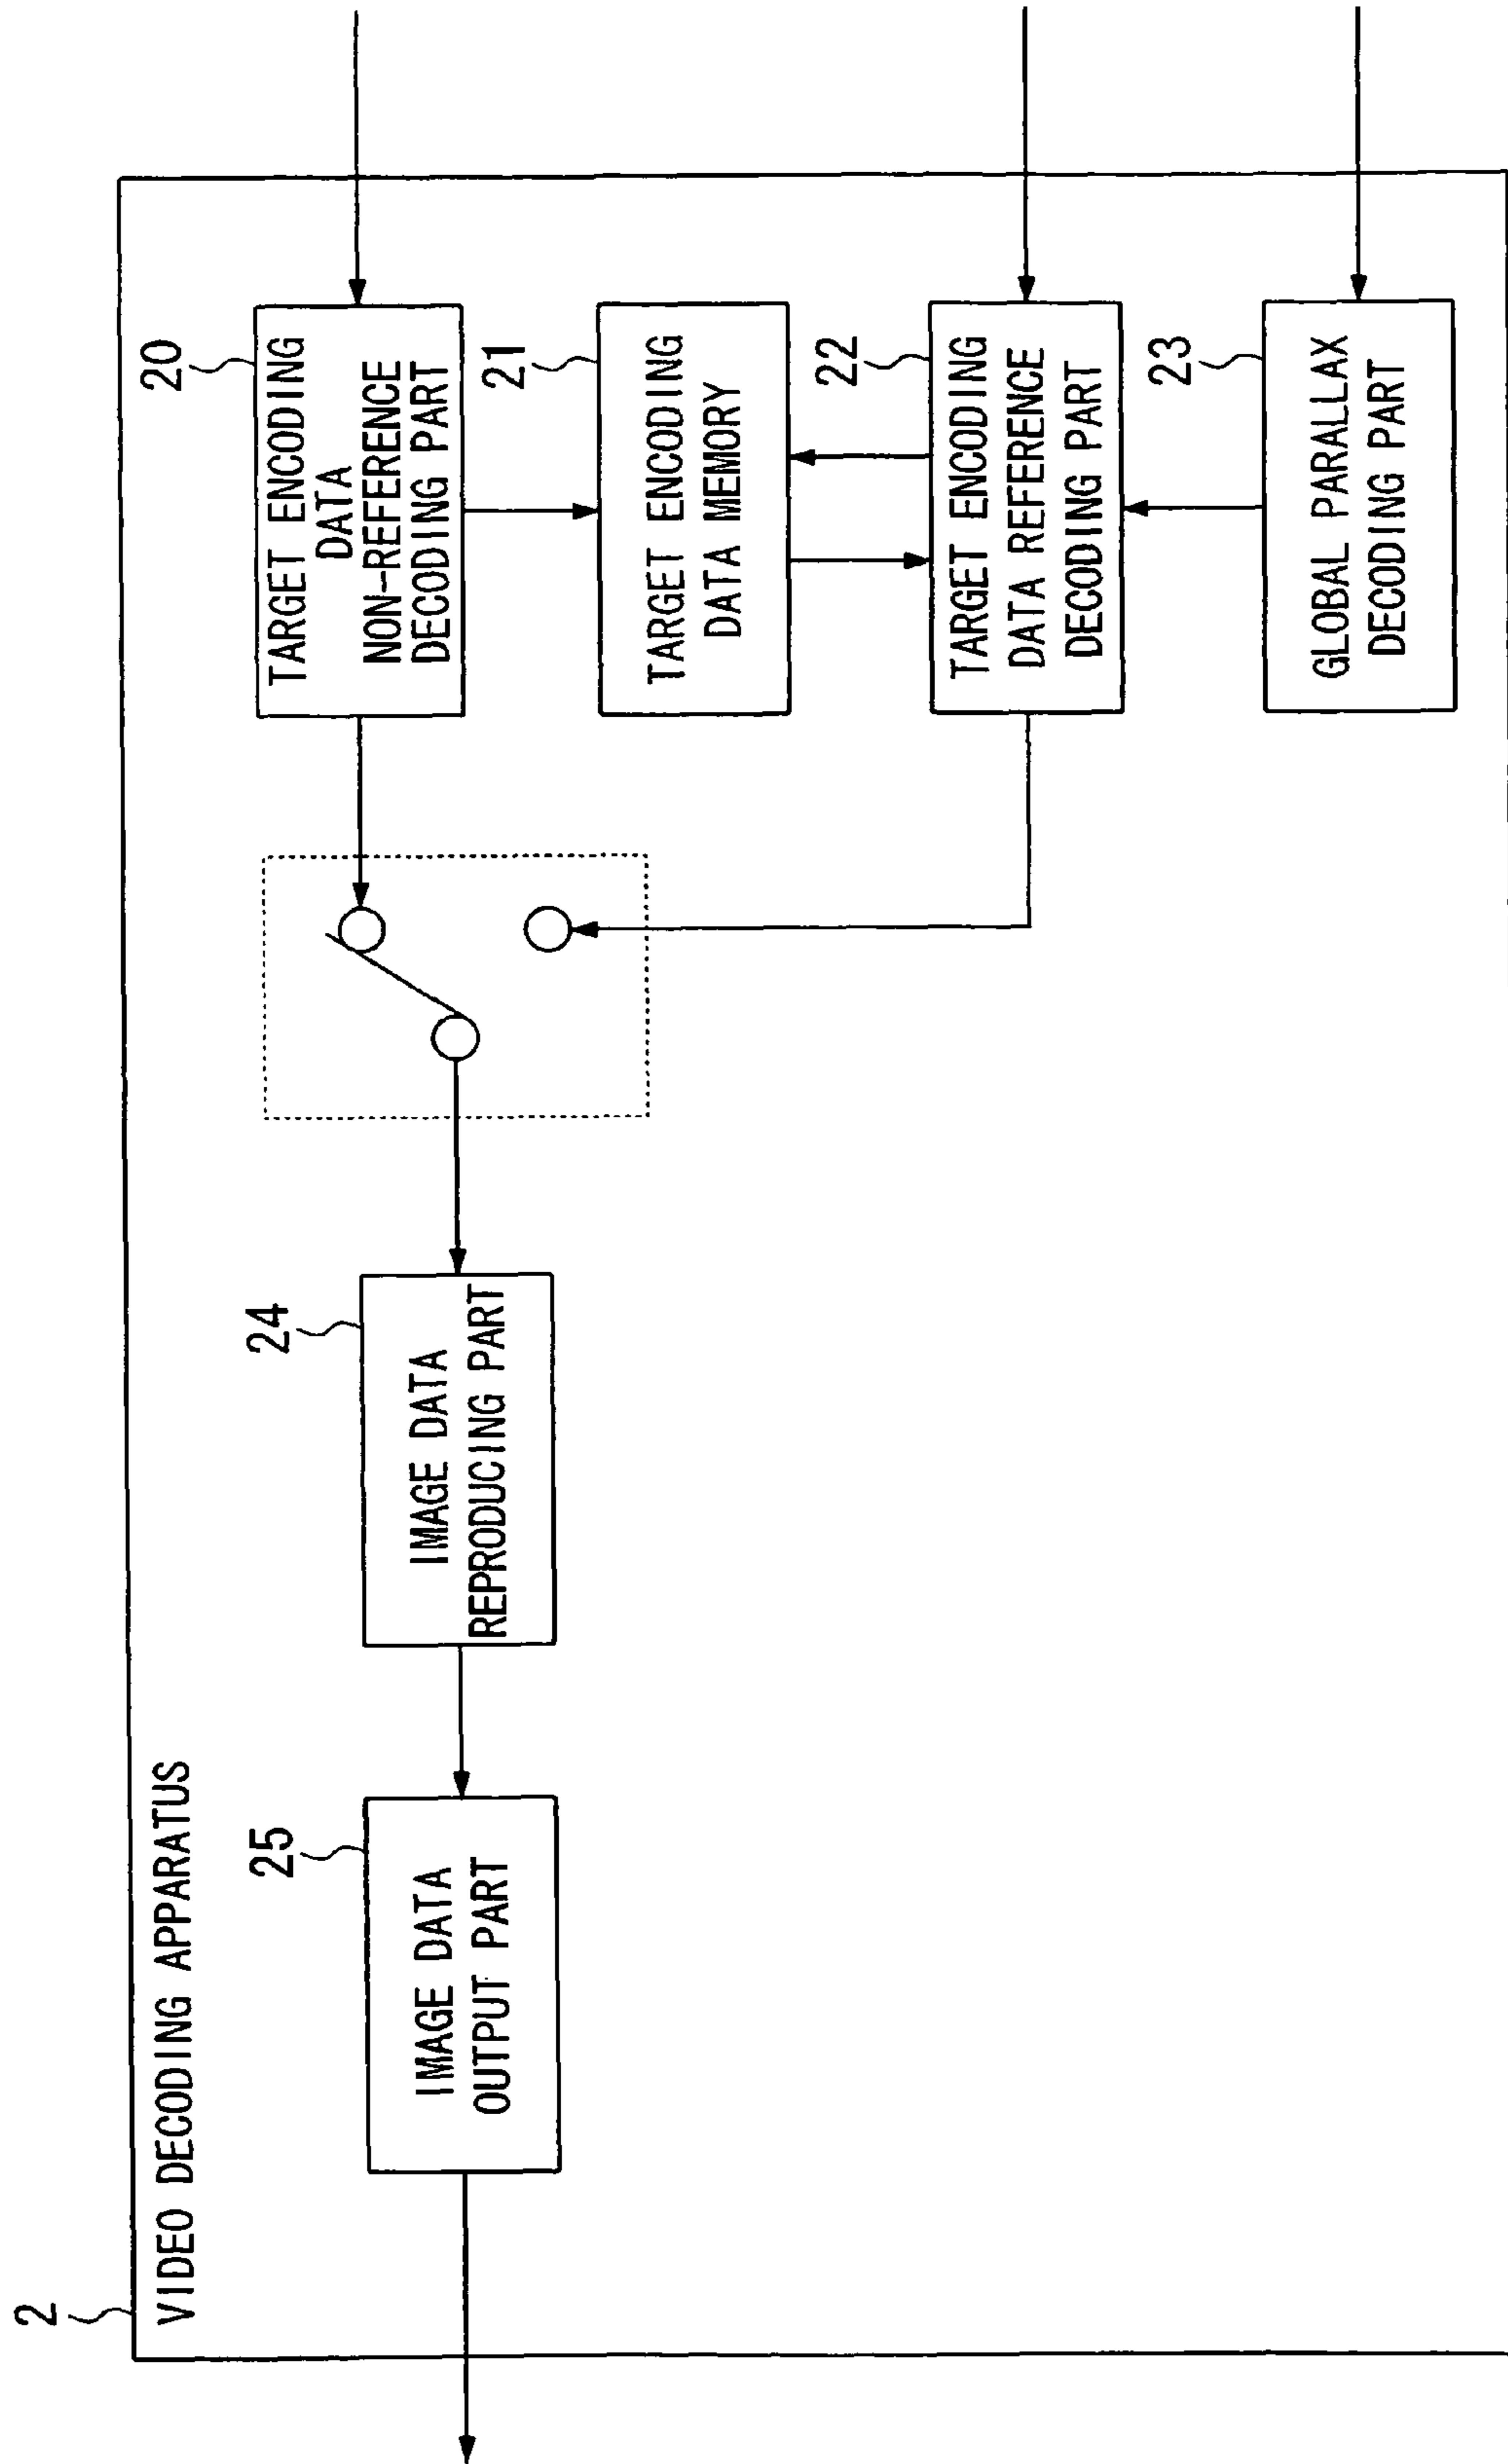 2
VIDEO DECODING APPARATUS
25
IMAGE DATA
OUTPUT PART
24
IMAGE DATA
REPRODUCING PART
20
TARGET ENCODING
DATA
NON-REFERENCE
DECODING PART
21
TARGET ENCODING
DATA MEMORY
22
TARGET ENCODING
DATA REFERENCE
DECODING PART
23
GLOBAL PARALLAX
DECODING PART